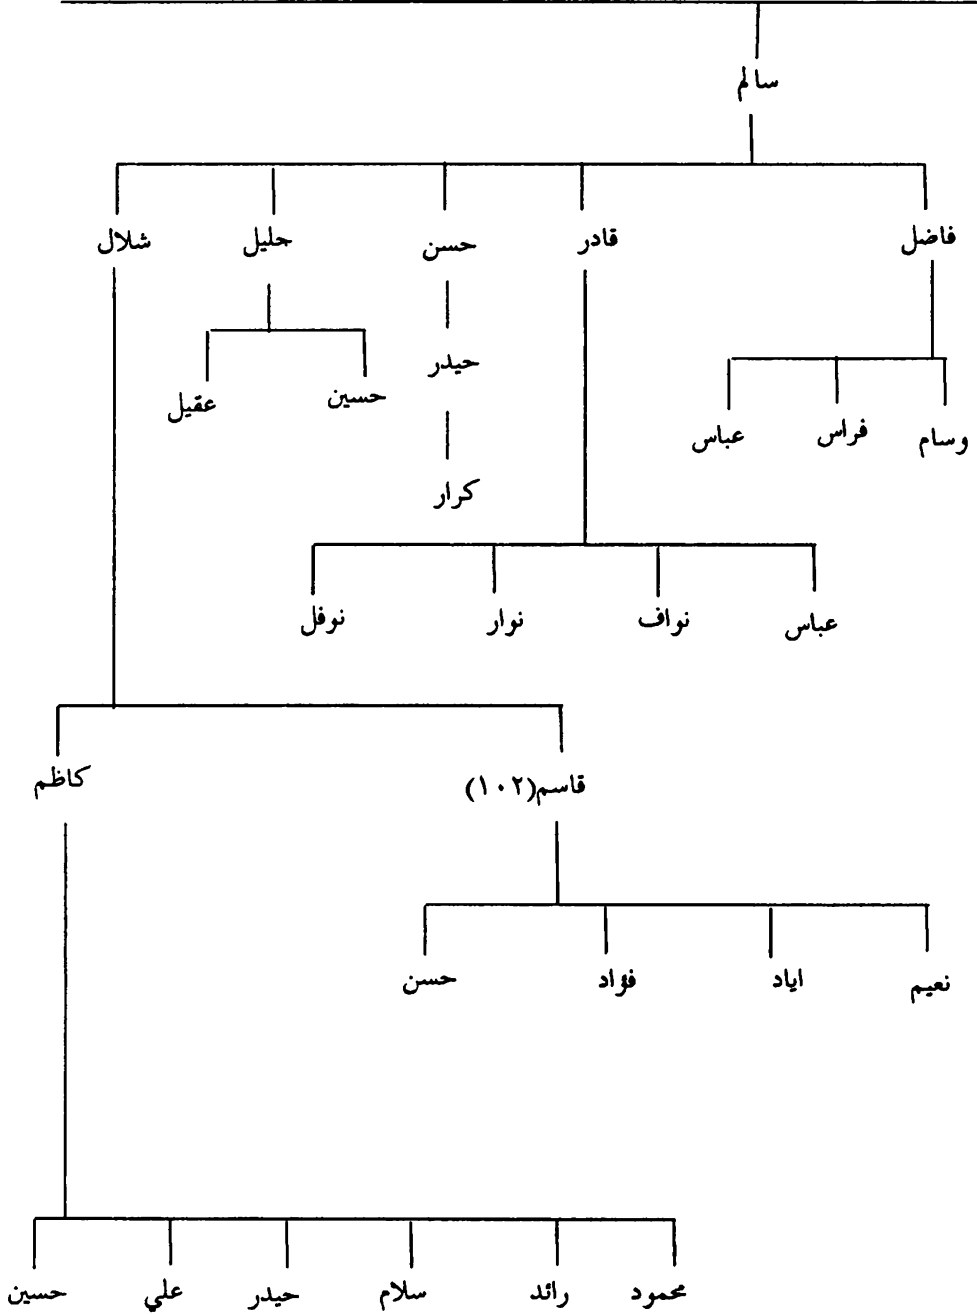 سالم
فاضل قادر حسن حليل شلال
حيدر
وسام فراس عباس حسين عقيل
كرار
عباس نواف نوار نوفل
قاسم(١٠٢) كاظم
نعيم اياد فؤاد حسن
محمود رائد سلام حيدر علي حسين